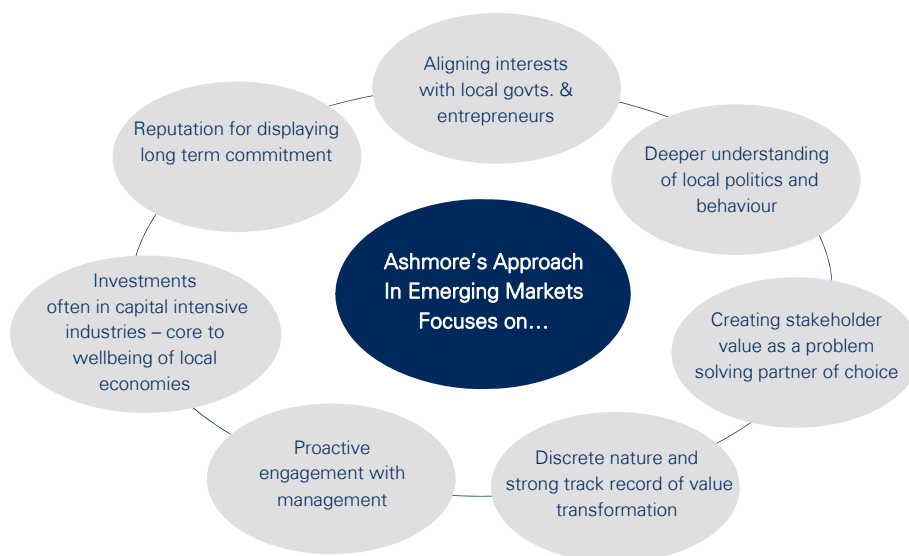 Aligning interests
with local govts. &
entrepreneurs
Reputation for displaying
long term commitment
Deeper understanding
of local politics and
behaviour
Ashmore’s Approach
In Emerging Markets
Focuses on…
Investments
often in capital intensive
industries – core to
wellbeing of local
economies
Creating stakeholder
value as a problem
solving partner of choice
Proactive
engagement with
management
Discrete nature and
strong track record of value
transformation